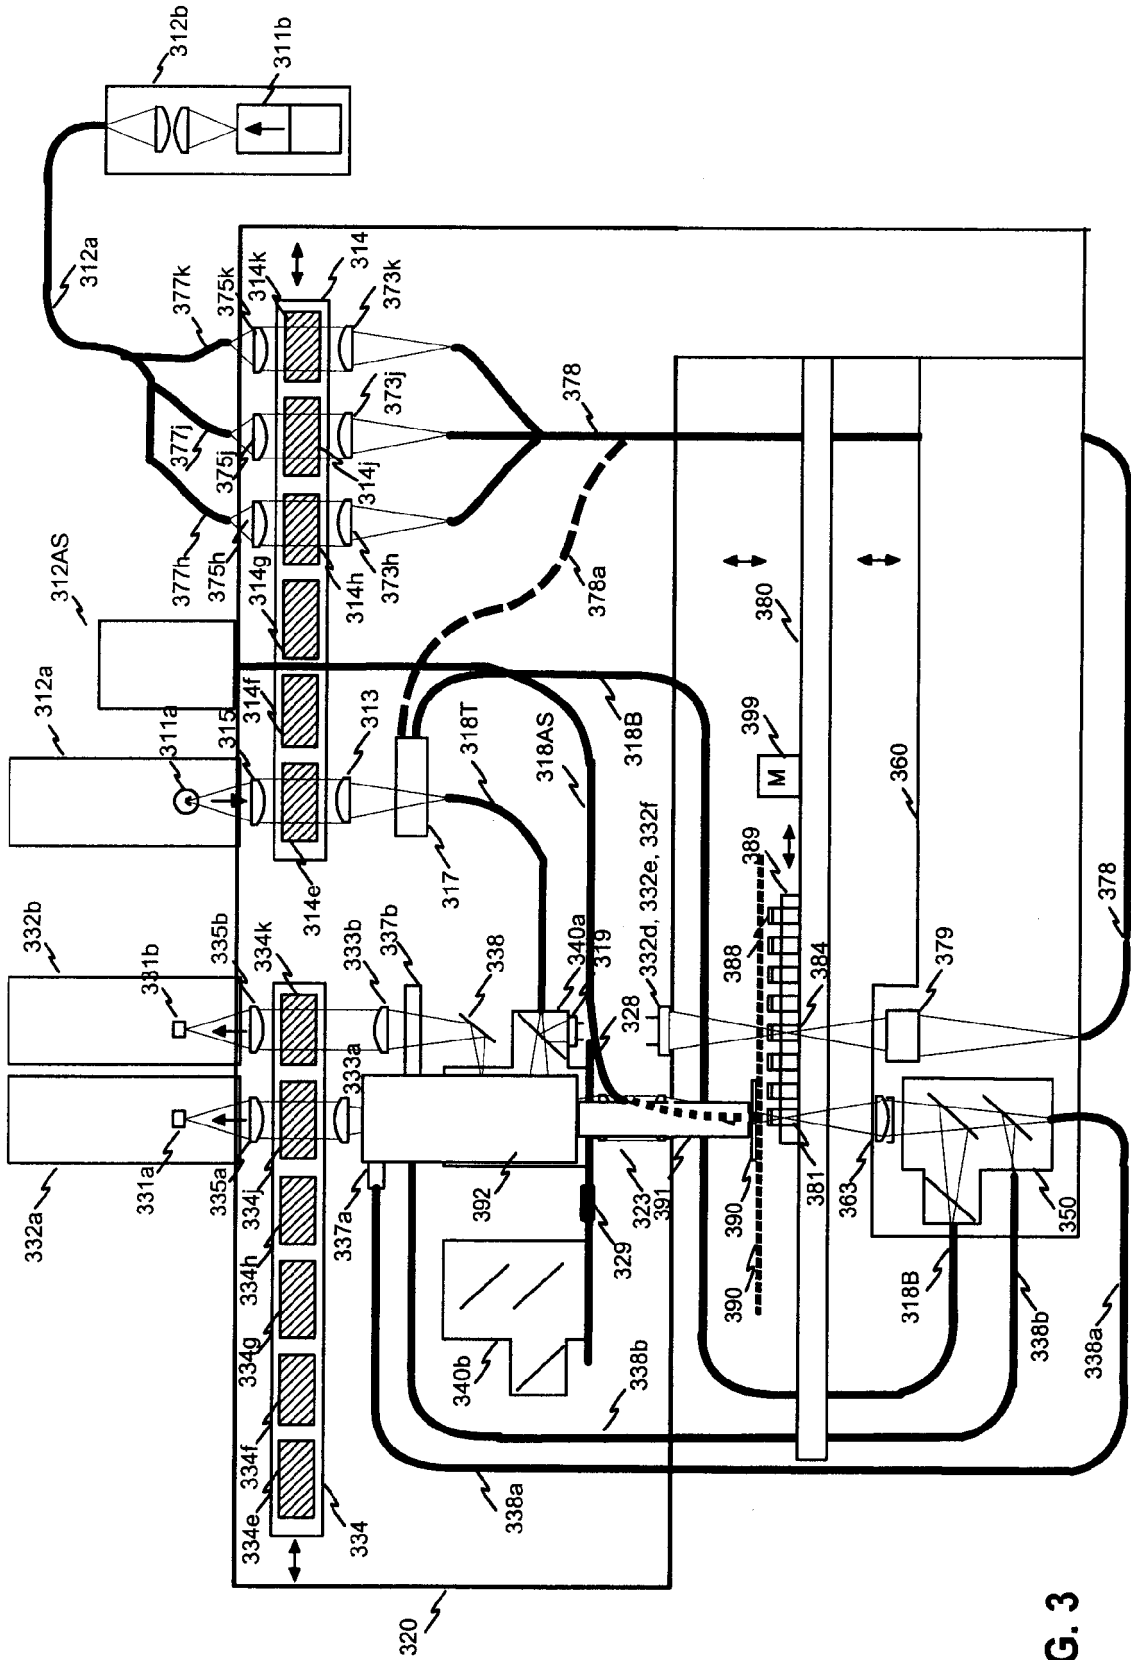 332a
332b
312a
312AS
312a
331a
331b
311a
377h
377j
377k
312b
335a
335b
315
375h
375j
375k
334e
334f
334g
334h
334j
334k
314f
314g
314k
311b
314e
334
337a
333a
333b
314h
314j
314
313
337b
373h
373j
373k
320
317
340b
392
338
318T
338a
340a
318AS
378
329
319
378a
338b
328
318B
323
332d, 332e, 332f
391
390
390
388
M
399
380
381
384
389
363
360
318B
379
338b
350
338a
378
G. 3